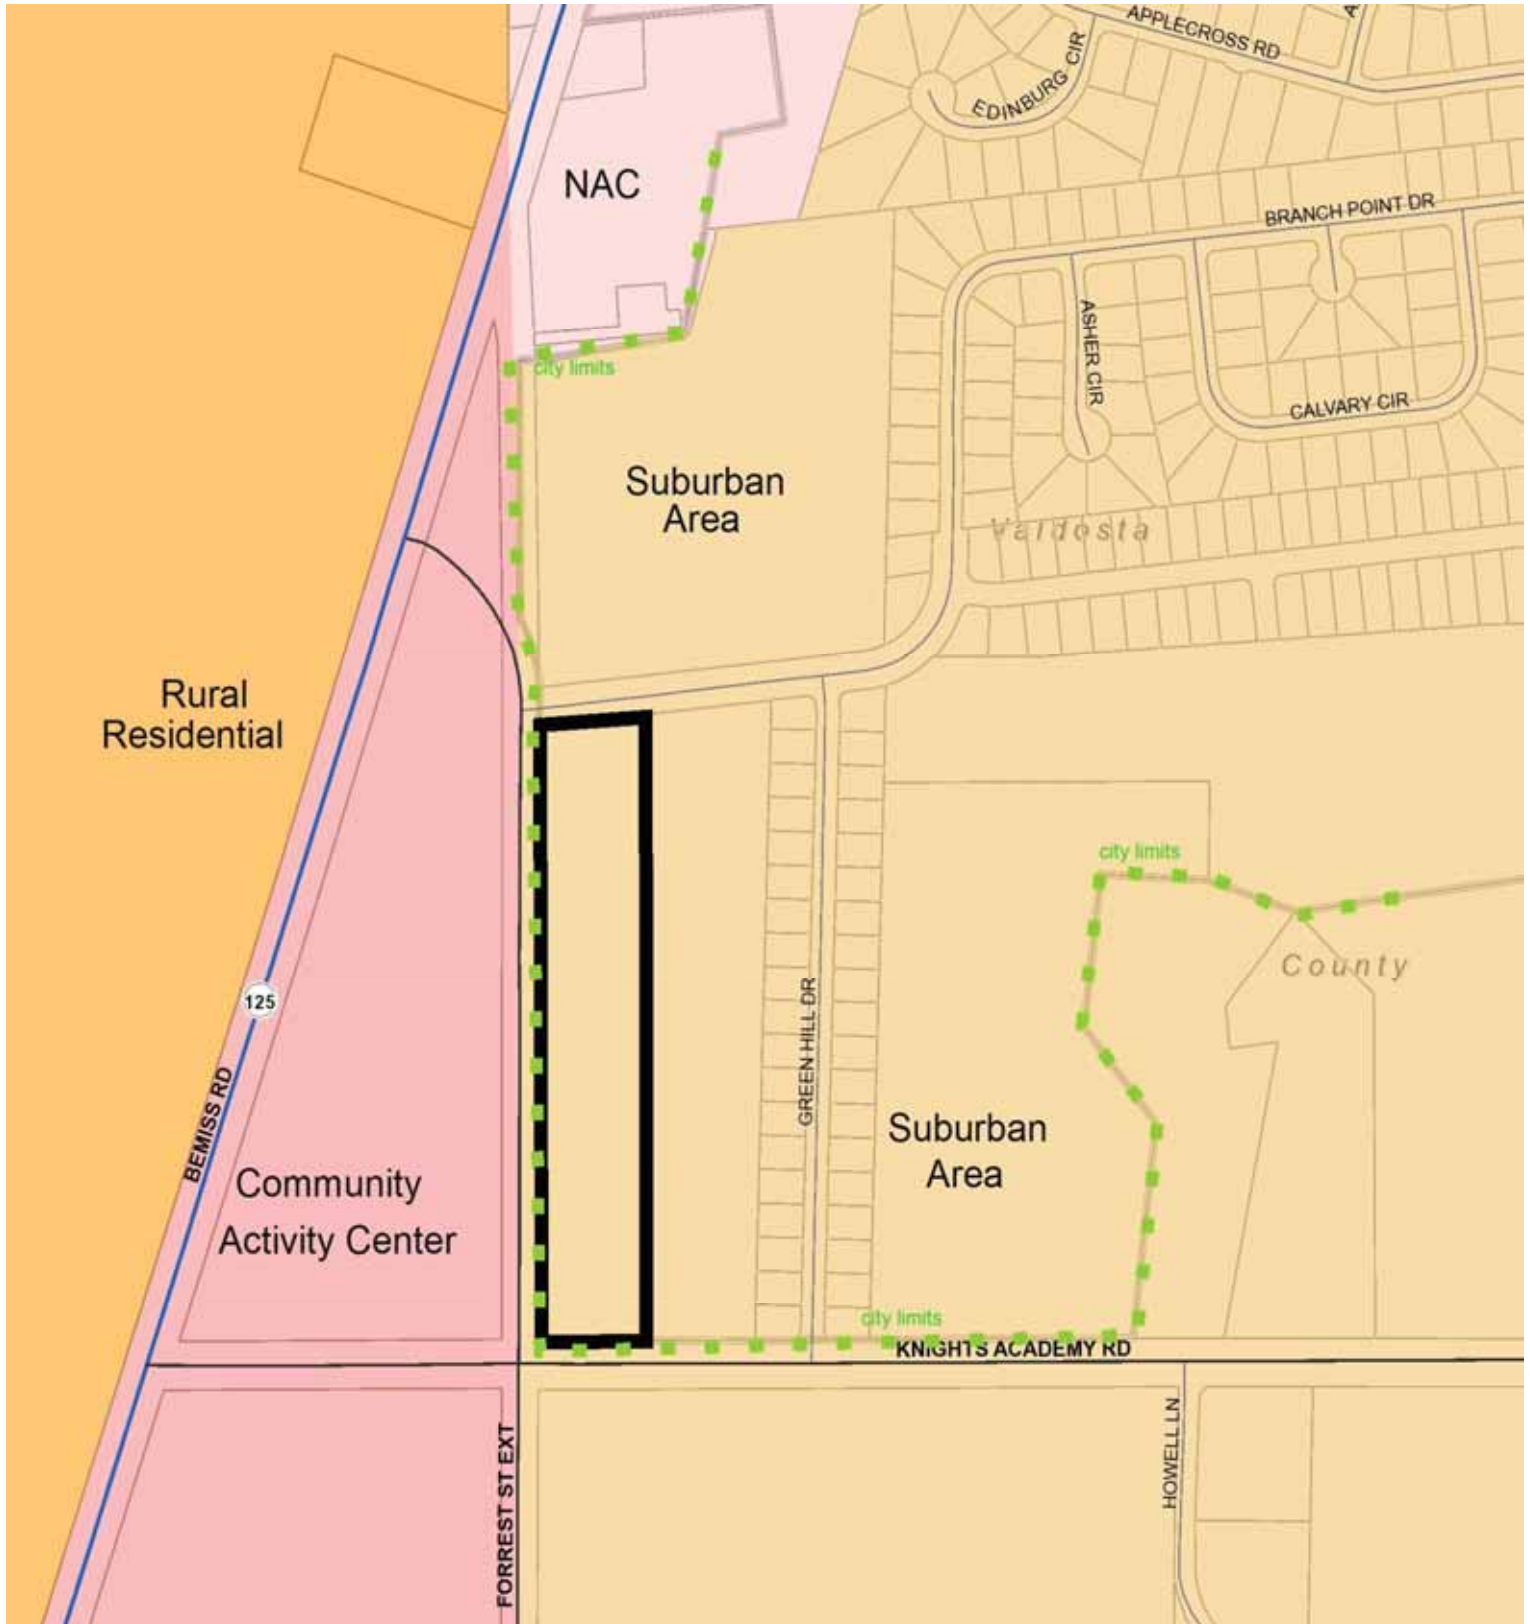 APPLECROSS RD
A
EDINBURG CIR
NAC
BRANCH POINT DR
ASHER CIR
city limits
CALVARY CIR
Suburban
Area
Valdosta
Rural
Residential
city limits
County
125
GREEN HILL DR
BEMISS RD
Suburban
Area
Community
Activity Center
city limits
KNIGHTS ACADEMY RD
FORREST ST EXT
HOWELL LN